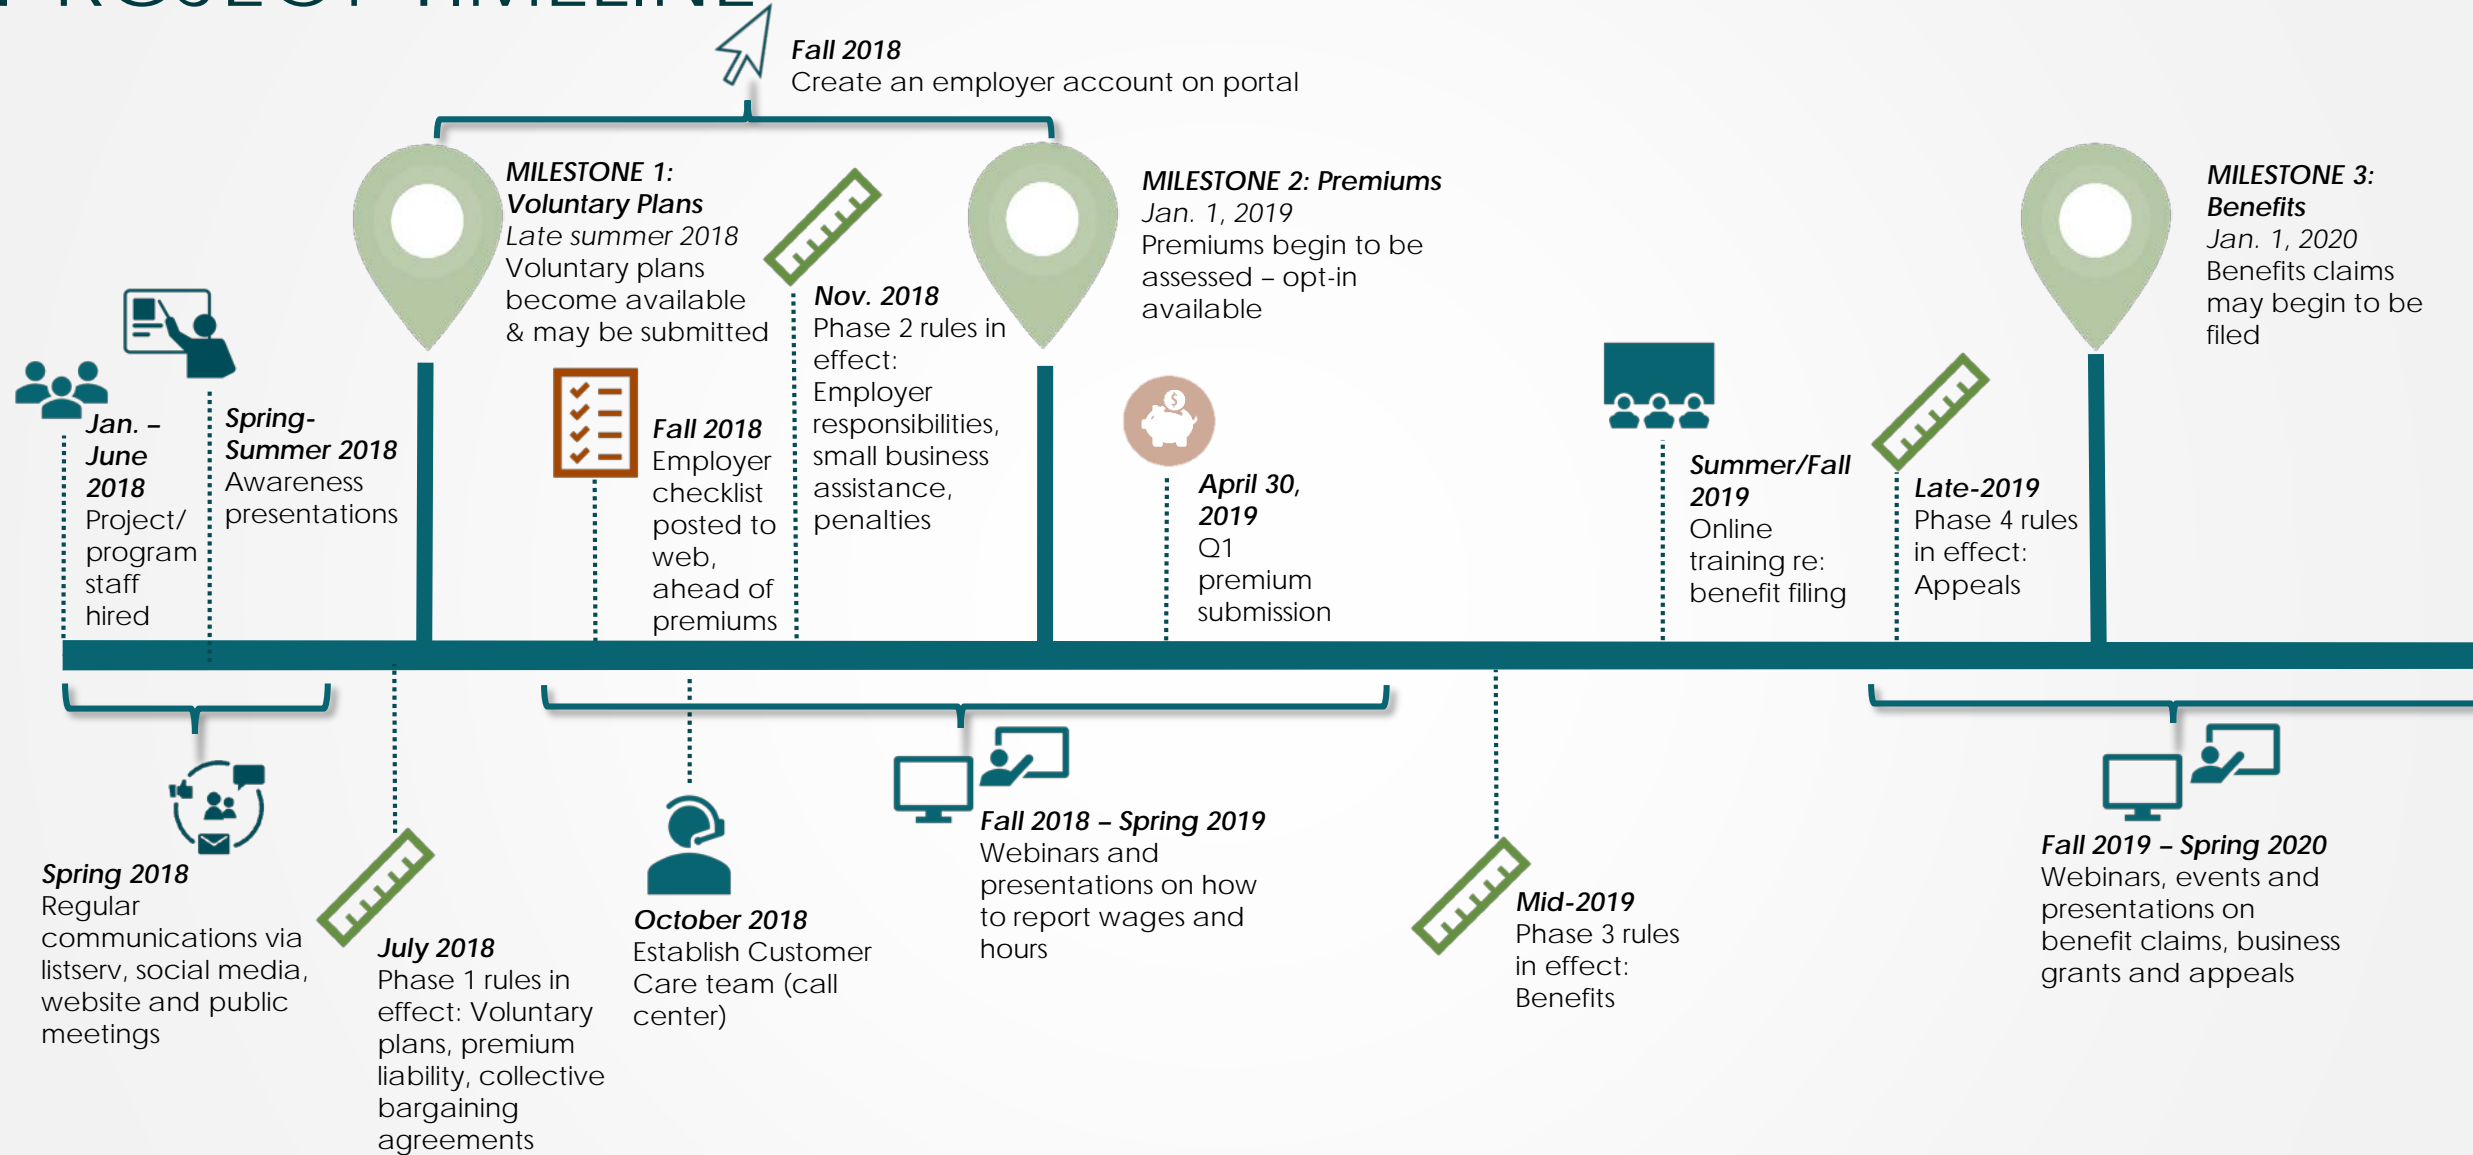 PROJECT TIMELINE
Fall 2018
Create an employer account on portal
MILESTONE 1:
Voluntary Plans
Late summer 2018
Voluntary plans
become available
& may be submitted
MILESTONE 2: Premiums
Jan. 1, 2019
Premiums begin to be
assessed – opt-in
available
MILESTONE 3:
Benefits
Jan. 1, 2020
Benefits claims
may begin to be
filed
Jan. –
June
2018
Project/
program
staff
hired
Spring-
Summer 2018
Awareness
presentations
Fall 2018
Employer
checklist
posted to
web,
ahead of
premiums
Nov. 2018
Phase 2 rules in
effect:
Employer
responsibilities,
small business
assistance,
penalties
April 30,
2019
Q1
premium
submission
Summer/Fall
2019
Online
training re:
benefit filing
Late-2019
Phase 4 rules
in effect:
Appeals
Spring 2018
Regular
communications via
listserv, social media,
website and public
meetings
July 2018
Phase 1 rules in
effect: Voluntary
plans, premium
liability, collective
bargaining
agreements
October 2018
Establish Customer
Care team (call
center)
Fall 2018 – Spring 2019
Webinars and
presentations on how
to report wages and
hours
Mid-2019
Phase 3 rules
in effect:
Benefits
Fall 2019 – Spring 2020
Webinars, events and
presentations on
benefit claims, business
grants and appeals